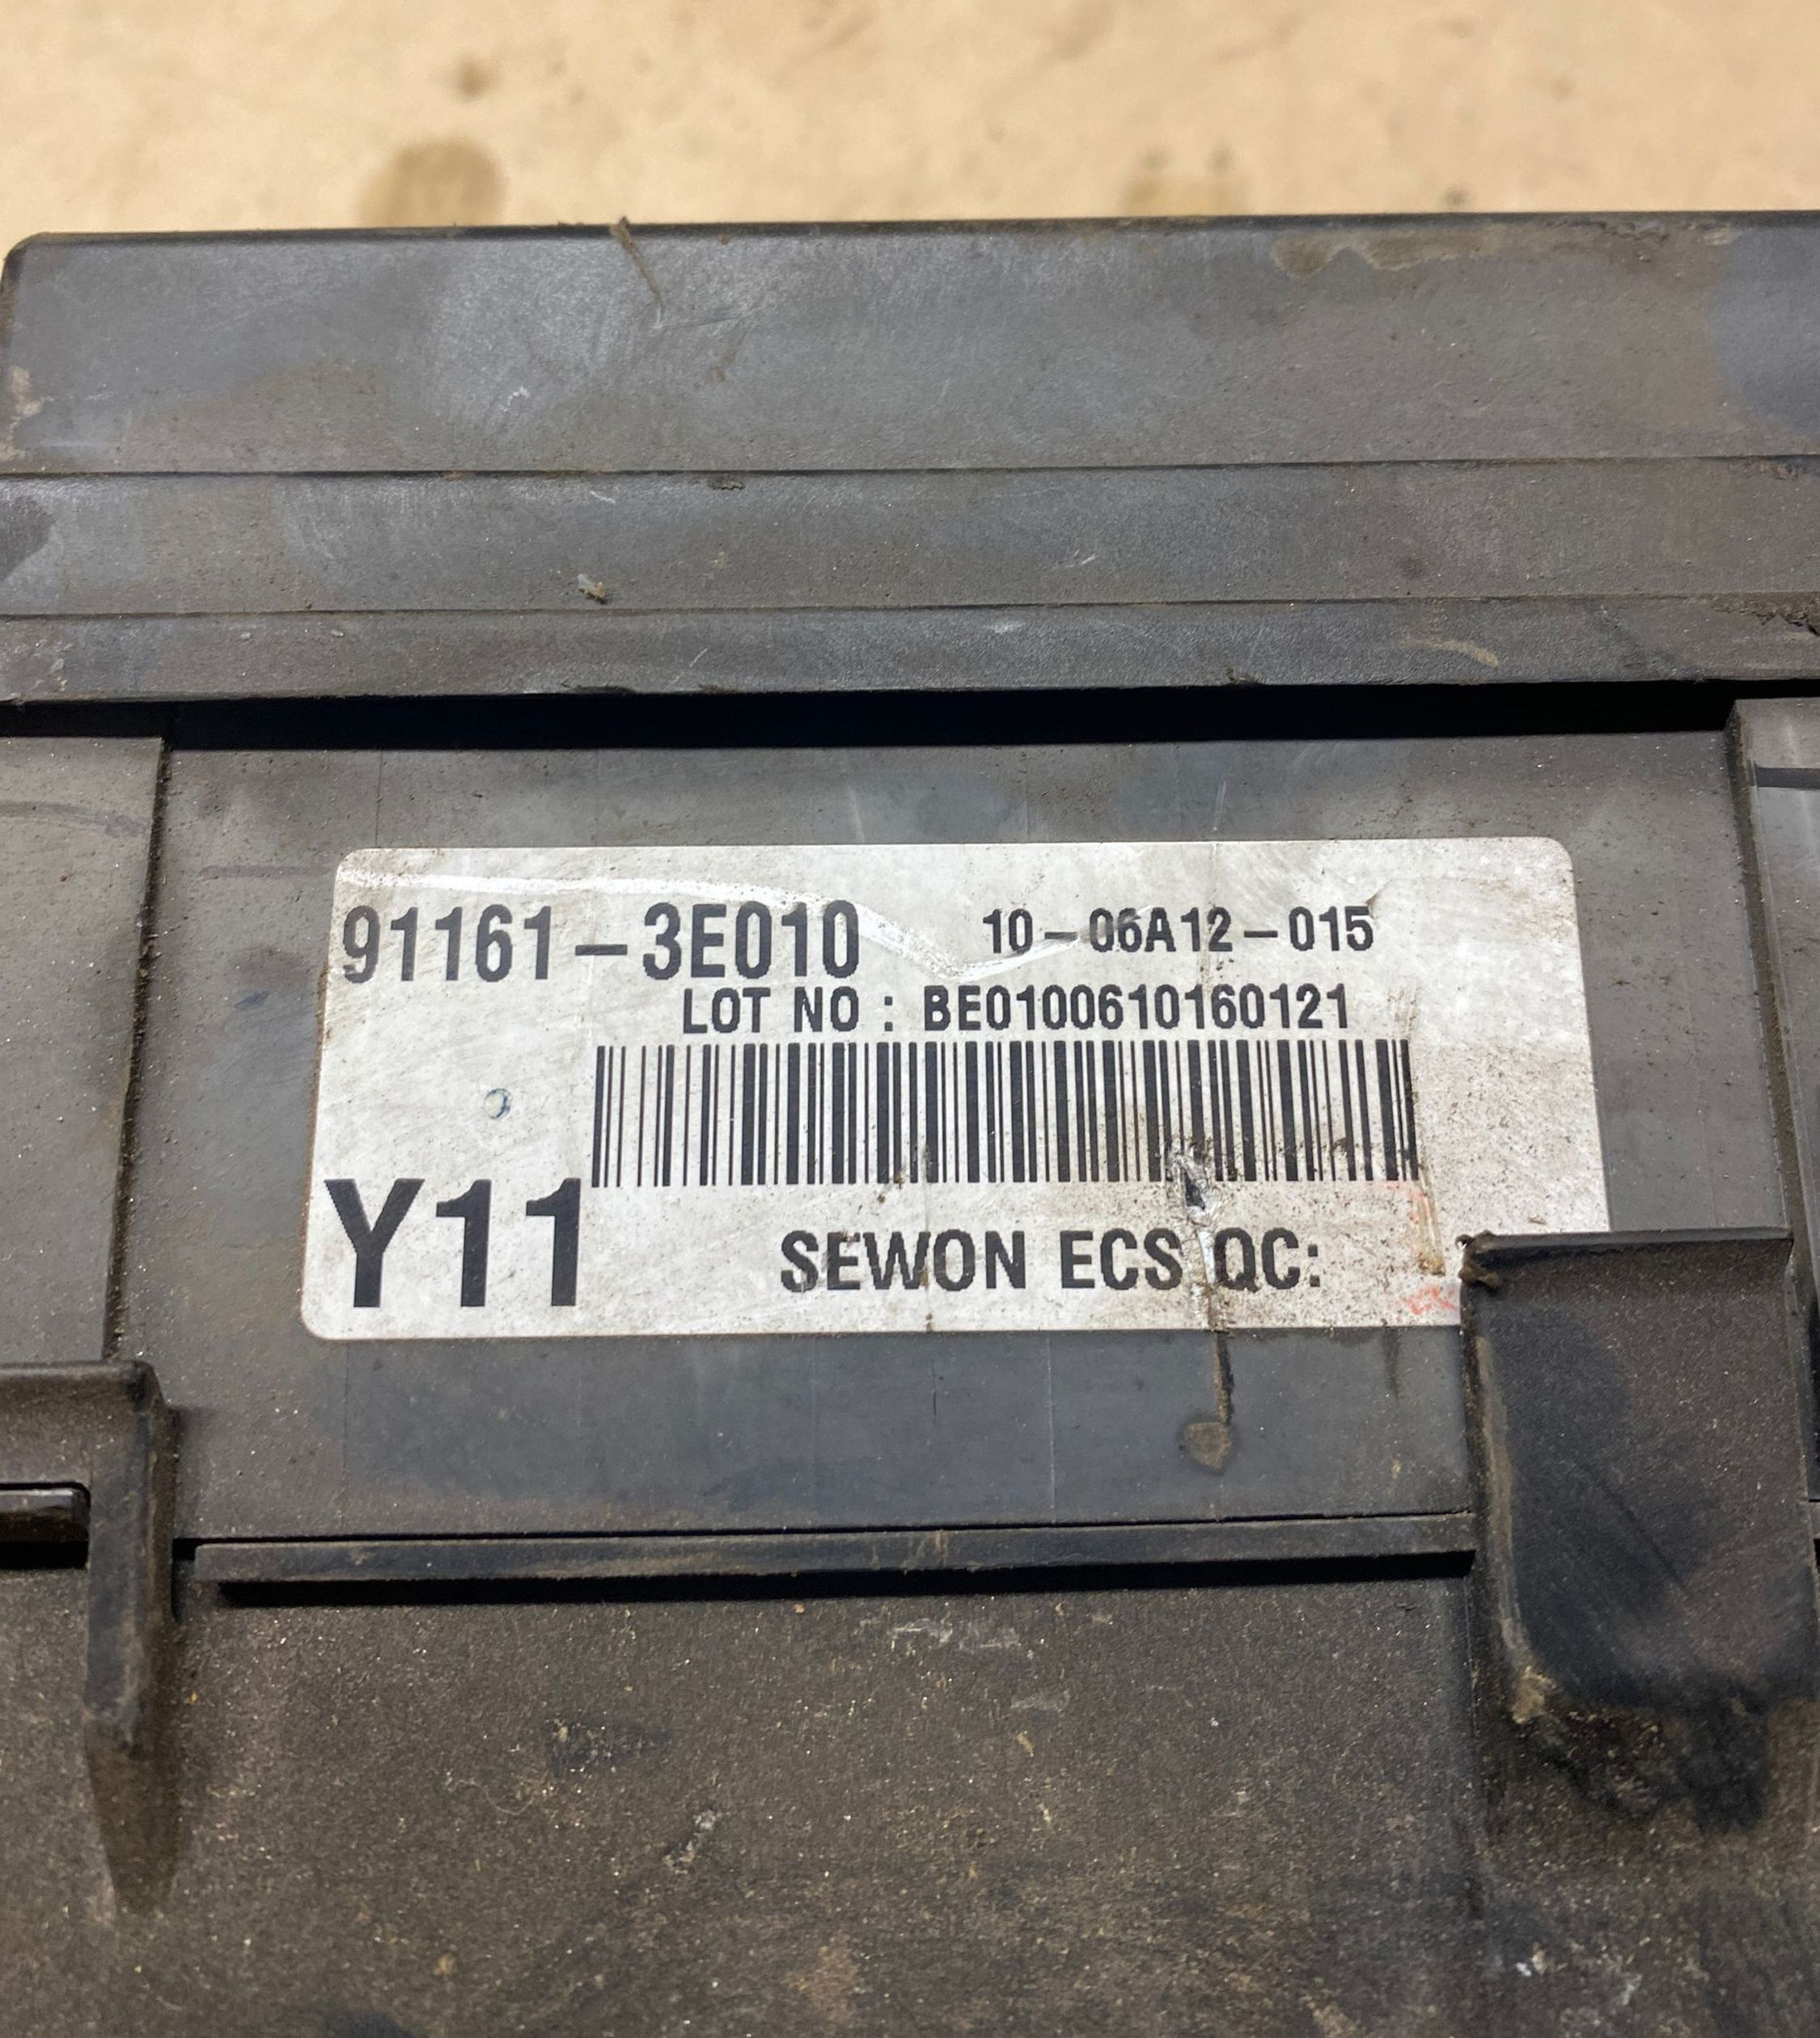 91161-3E010 10-06A12-015
LOT NO : BE0100610160121
Y11
SEWON ECS QC: